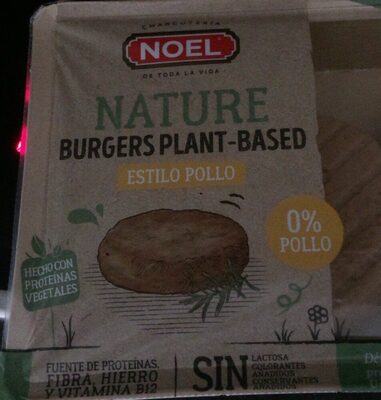 CHARCUTERÍA
NOEL
DE TODA LA VIDA
NATURE
BURGERS PLANT-BASED
ESTILO POLLO
0%
POLLO
HECHO CON
PROTEÍNAS
VEGETALES
FUENTE DE PROTEÍNAS,
FIBRA, HIERRO
Y VITAMINA B12
SIN
LACTOSA
COLORANTES
AÑADIDOS
CONSERVANTES
AÑADIDOS